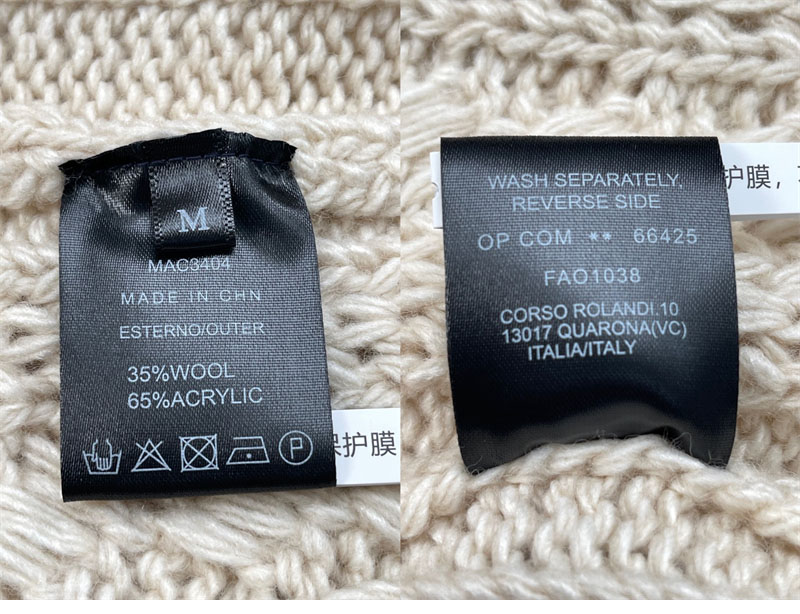 M
MAC3404
MADE IN CHN
ESTERNO/OUTER
35%WOOL
65%ACRYLIC
P
保护膜
WASH SEPARATELY,
REVERSE SIDE
OP COM ** 66425
FAO1038
CORSO ROLANDI.10
13017 QUARONA(VC)
ITALIA/ITALY
护膜，